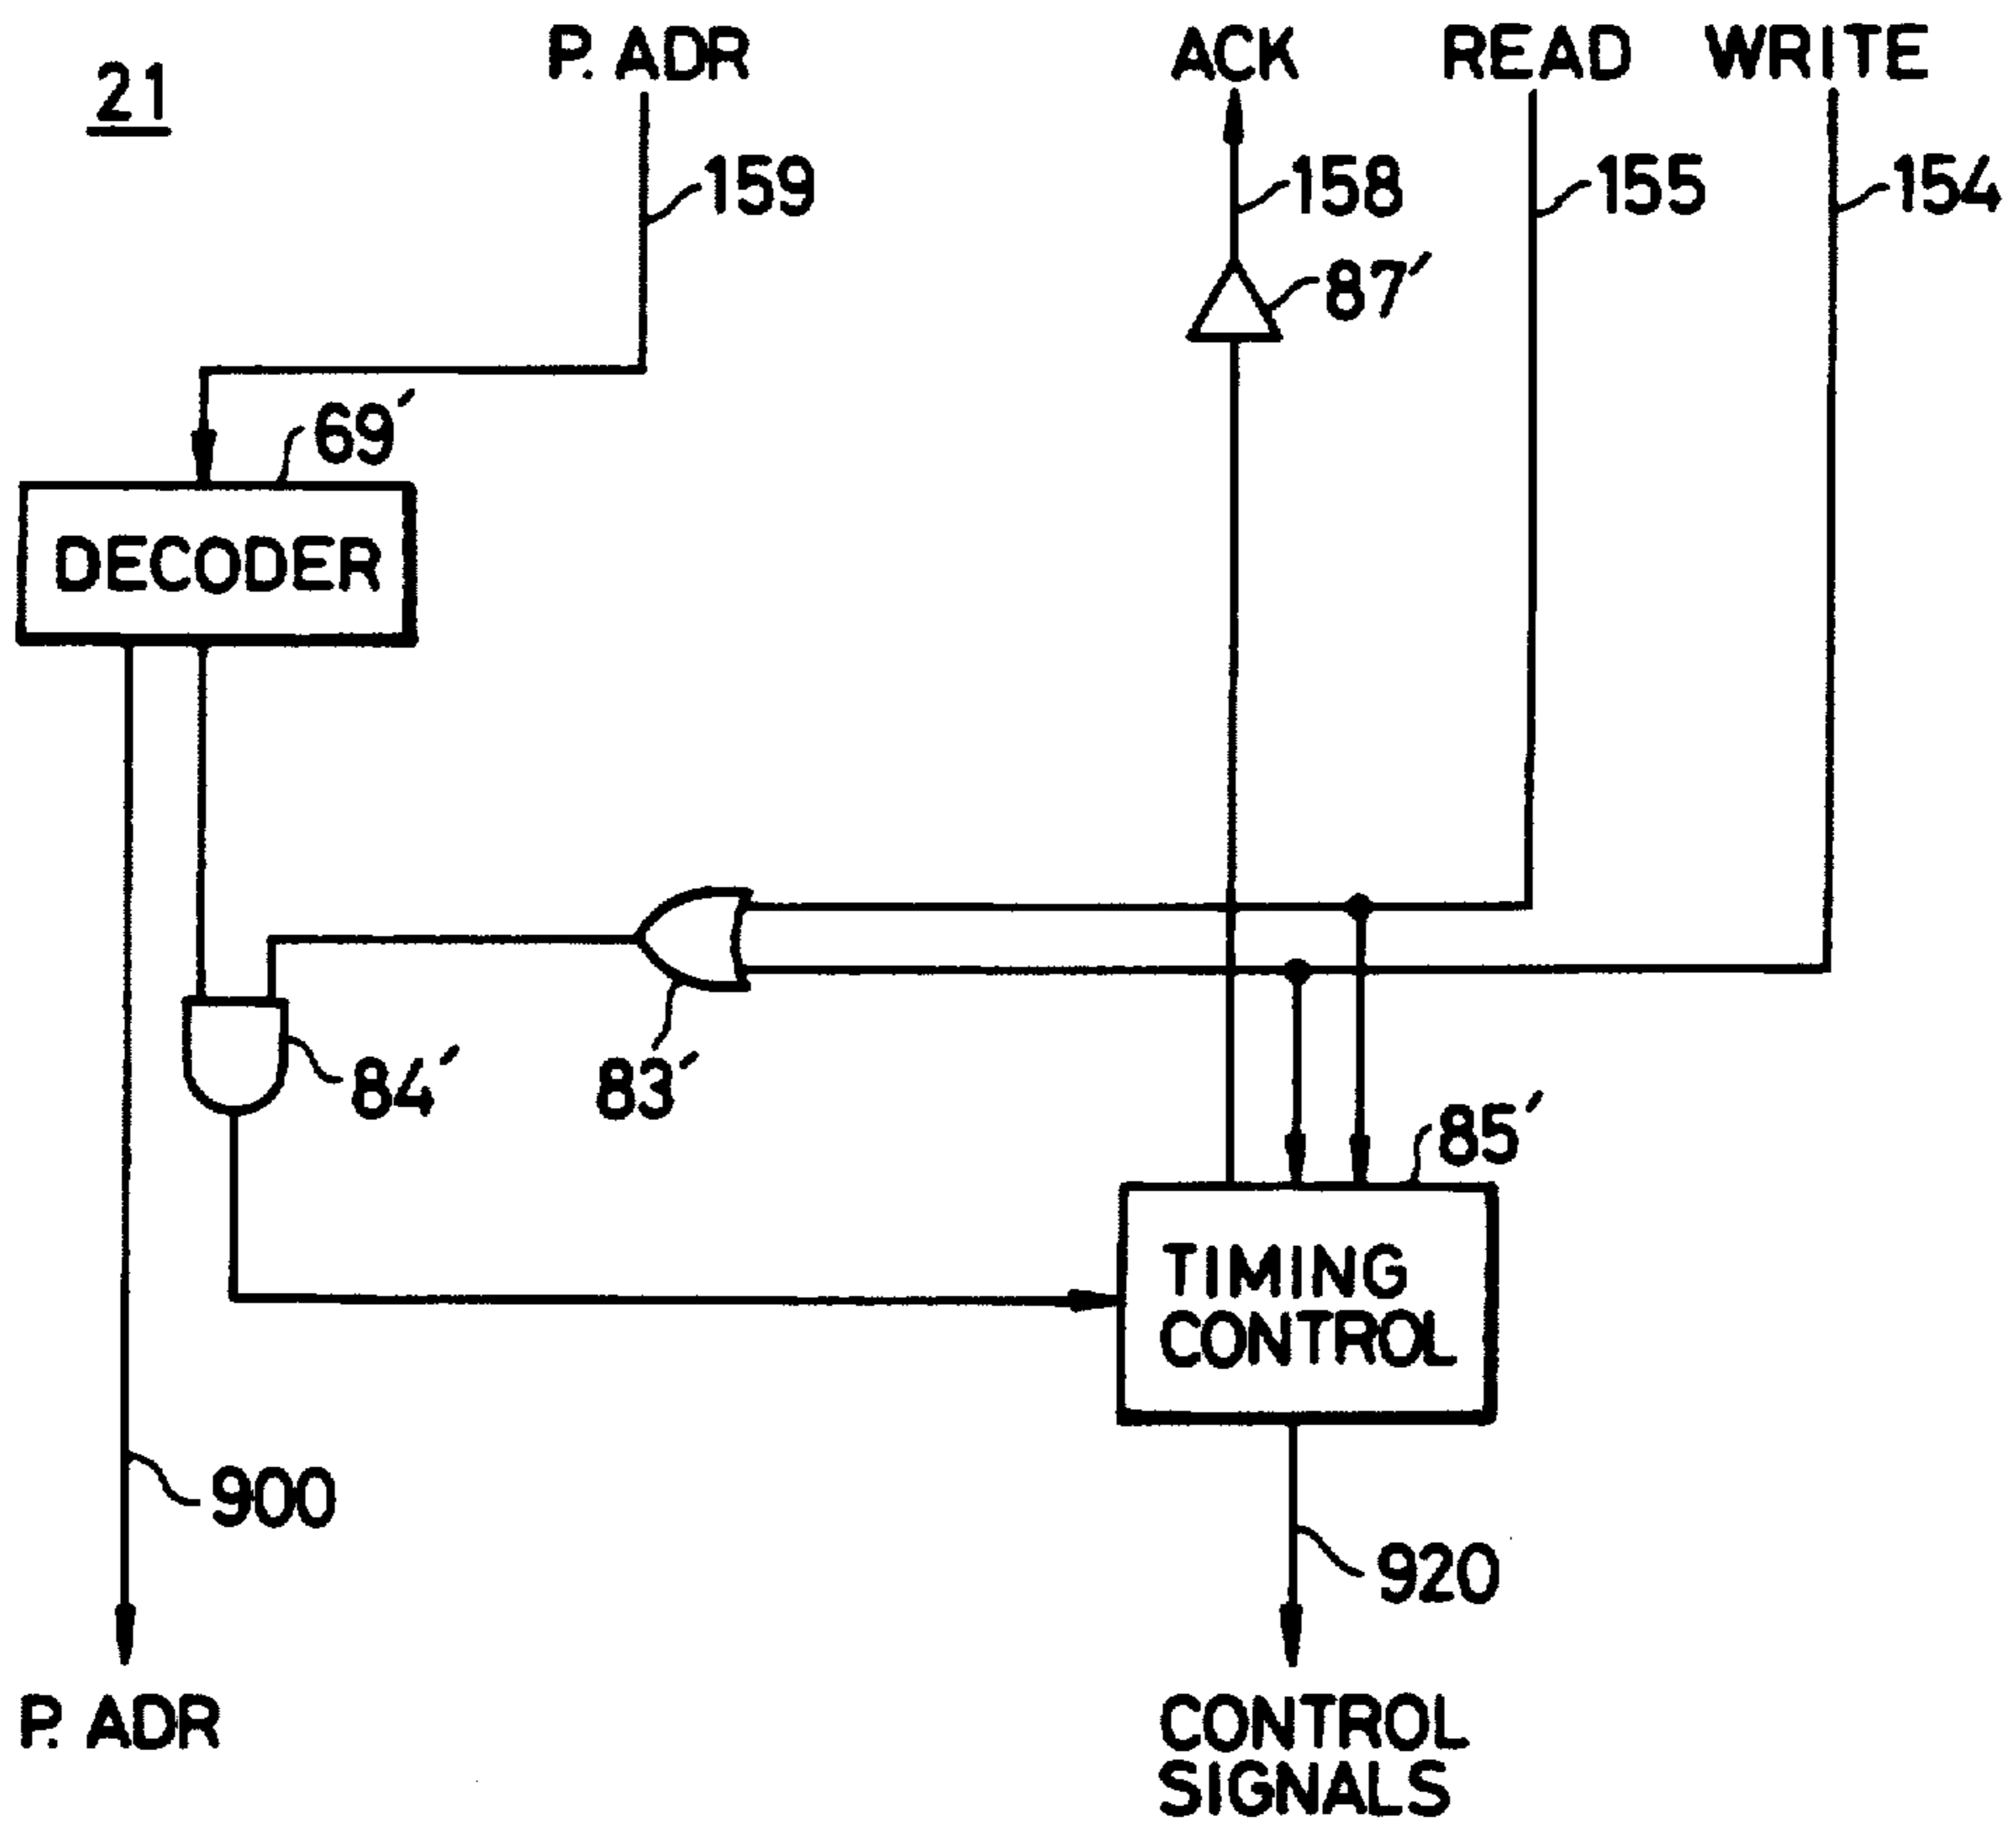 21
P. ADR
ACK
READ
WRITE
159
158
155
154
87′
69′
DECODER
84′
83′
85′
TIMING
CONTROL
900
920
P. ADR
CONTROL
SIGNALS